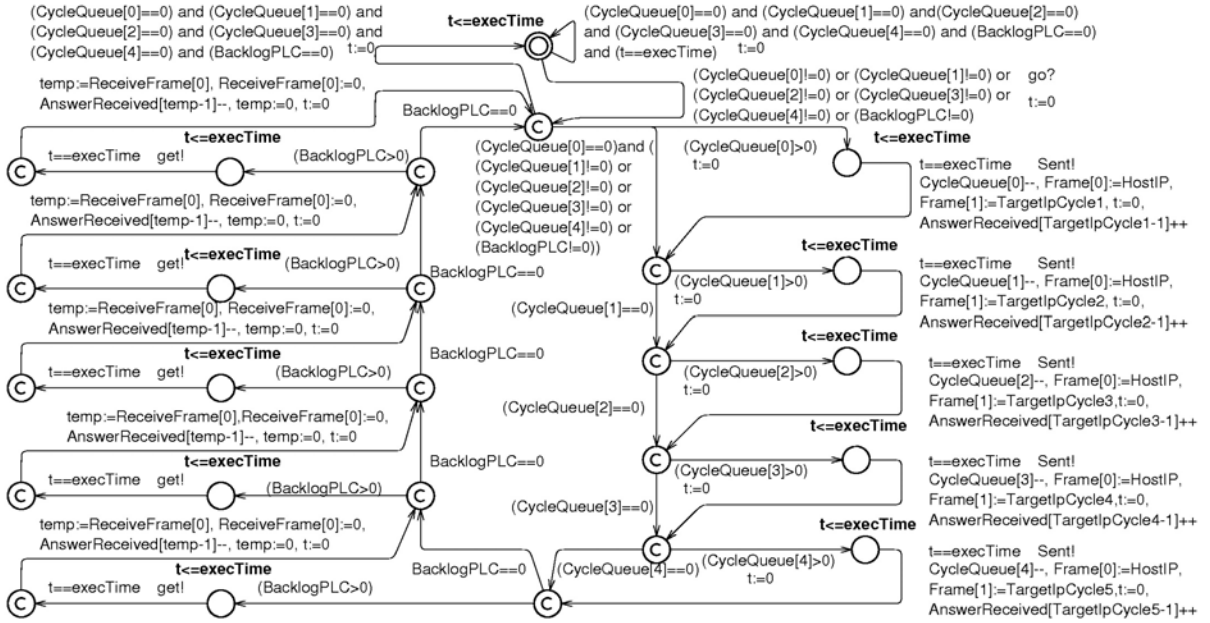 (CycleQueue[0]==0) and (CycleQueue[1]==0) and
(CycleQueue[2]==0) and (CycleQueue[3]==0) and
(CycleQueue[4]==0) and (BacklogPLC==0)
t:=0
t<=execTime
(CycleQueue[0]==0) and (CycleQueue[1]==0) and(CycleQueue[2]==0)
and (CycleQueue[3]==0) and (CycleQueue[4]==0) and (BacklogPLC==0)
and (t==execTime) t:=0
(CycleQueue[0]!=0) or (CycleQueue[1]!=0) or go?
(CycleQueue[2]!=0) or (CycleQueue[3]!=0) or t:=0
(CycleQueue[4]!=0) or (BacklogPLC!=0)
temp:=ReceiveFrame[0], ReceiveFrame[0]:=0,
AnswerReceived[temp-1]--, temp:=0, t:=0
BacklogPLC==0
C
t<=execTime
t==execTime get!
(BacklogPLC>0)
C
C
(CycleQueue[0]==0)and (
(CycleQueue[1]!=0) or
(CycleQueue[2]!=0) or
(CycleQueue[3]!=0) or
(CycleQueue[4]!=0) or
(BacklogPLC!=0))
(CycleQueue[0]>0)
t:=0
t<=execTime
t==execTime Sent!
CycleQueue[0]--, Frame[0]:=HostIP,
Frame[1]:=TargetIpCycle1, t:=0,
AnswerReceived[TargetIpCycle1-1]++
temp:=ReceiveFrame[0], ReceiveFrame[0]:=0,
AnswerReceived[temp-1]--, temp:=0, t:=0
t<=execTime
t==execTime get!
(BacklogPLC>0)
C
C
BacklogPLC==0
C
t<=execTime
(CycleQueue[1]>0)
t:=0
(CycleQueue[1]==0)
t==execTime Sent!
CycleQueue[1]--, Frame[0]:=HostIP,
Frame[1]:=TargetIpCycle2, t:=0,
AnswerReceived[TargetIpCycle2-1]++
temp:=ReceiveFrame[0], ReceiveFrame[0]:=0,
AnswerReceived[temp-1]--, temp:=0, t:=0
t<=execTime
t==execTime get!
(BacklogPLC>0)
C
C
BacklogPLC==0
C
t<=execTime
(CycleQueue[2]>0)
t:=0
(CycleQueue[2]==0)
t==execTime Sent!
CycleQueue[2]--, Frame[0]:=HostIP,
Frame[1]:=TargetIpCycle3,t:=0,
AnswerReceived[TargetIpCycle3-1]++
temp:=ReceiveFrame[0],ReceiveFrame[0]:=0,
AnswerReceived[temp-1]--, temp:=0, t:=0
t<=execTime
t==execTime get!
(BacklogPLC>0)
C
C
BacklogPLC==0
C
t<=execTime
(CycleQueue[3]>0)
t:=0
(CycleQueue[3]==0)
t==execTime Sent!
CycleQueue[3]--, Frame[0]:=HostIP,
Frame[1]:=TargetIpCycle4,t:=0,
AnswerReceived[TargetIpCycle4-1]++
temp:=ReceiveFrame[0], ReceiveFrame[0]:=0,
AnswerReceived[temp-1]--, temp:=0, t:=0
t<=execTime
t==execTime get!
(BacklogPLC>0)
C
BacklogPLC==0
C
C
(CycleQueue[4]==0)
(CycleQueue[4]>0)
t:=0
t<=execTime
t==execTime Sent!
CycleQueue[4]--, Frame[0]:=HostIP,
Frame[1]:=TargetIpCycle5,t:=0,
AnswerReceived[TargetIpCycle5-1]++